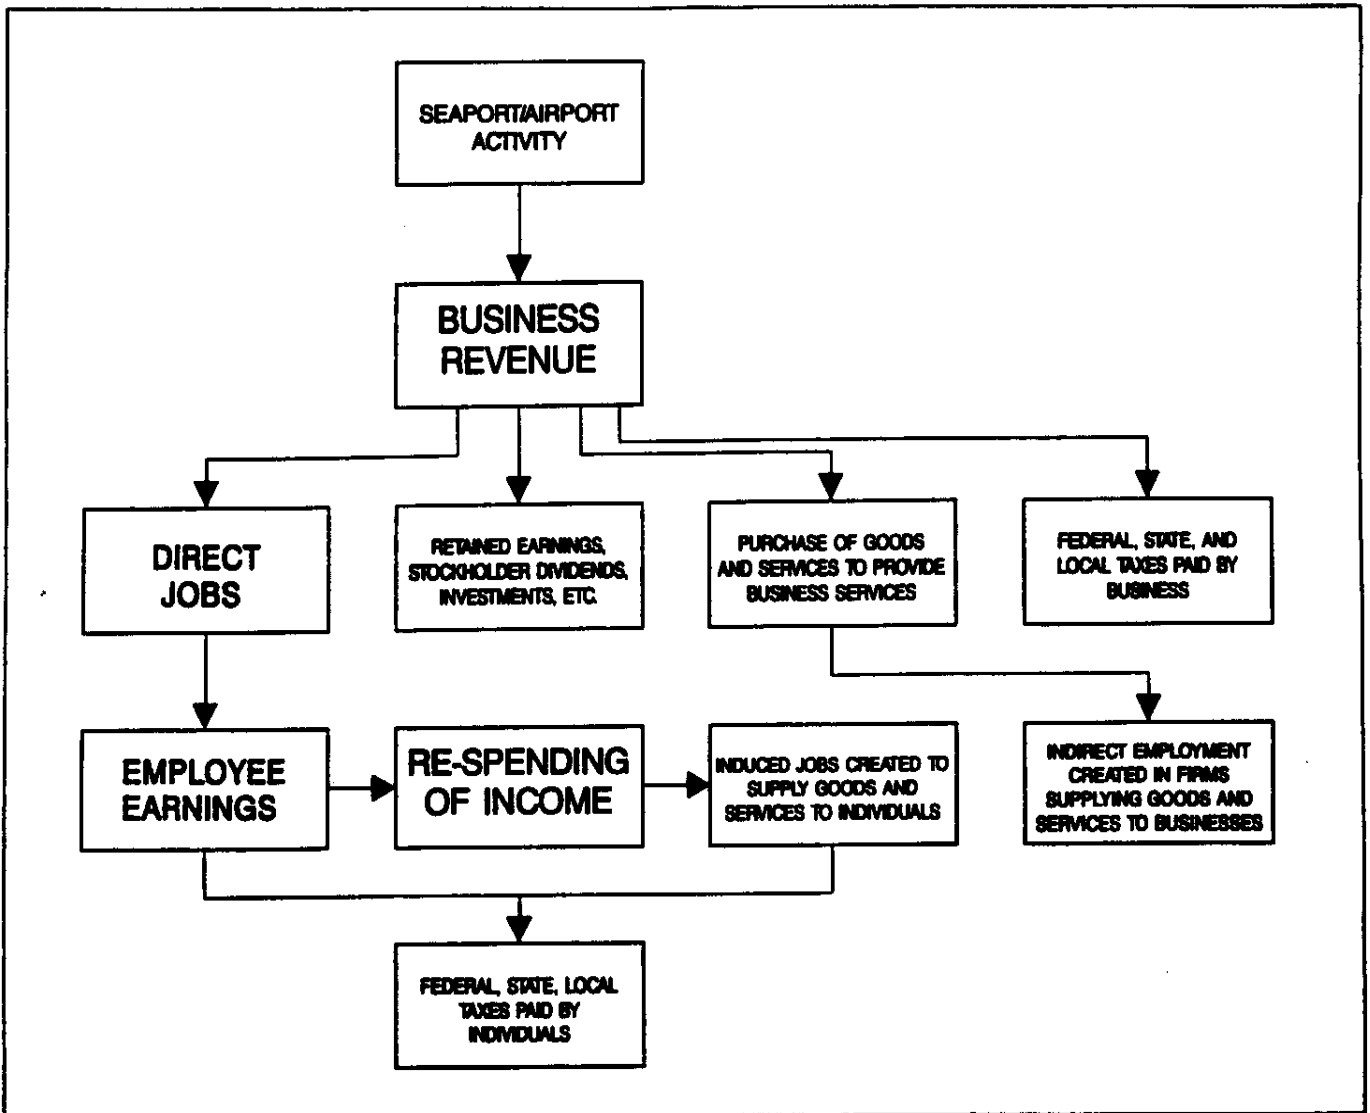 SEAPORT/AIRPORT
ACTIVITY
BUSINESS
REVENUE
DIRECT
JOBS
RETAINED EARNINGS,
STOCKHOLDER DIVIDENDS,
INVESTMENTS, ETC.
PURCHASE OF GOODS
AND SERVICES TO PROVIDE
BUSINESS SERVICES
FEDERAL, STATE, AND
LOCAL TAXES PAID BY
BUSINESS
EMPLOYEE
EARNINGS
RE-SPENDING
OF INCOME
INDUCED JOBS CREATED TO
SUPPLY GOODS AND
SERVICES TO INDIVIDUALS
INDIRECT EMPLOYMENT
CREATED IN FIRMS
SUPPLYING GOODS AND
SERVICES TO BUSINESSES
FEDERAL, STATE, LOCAL
TAXES PAID BY
INDIVIDUALS